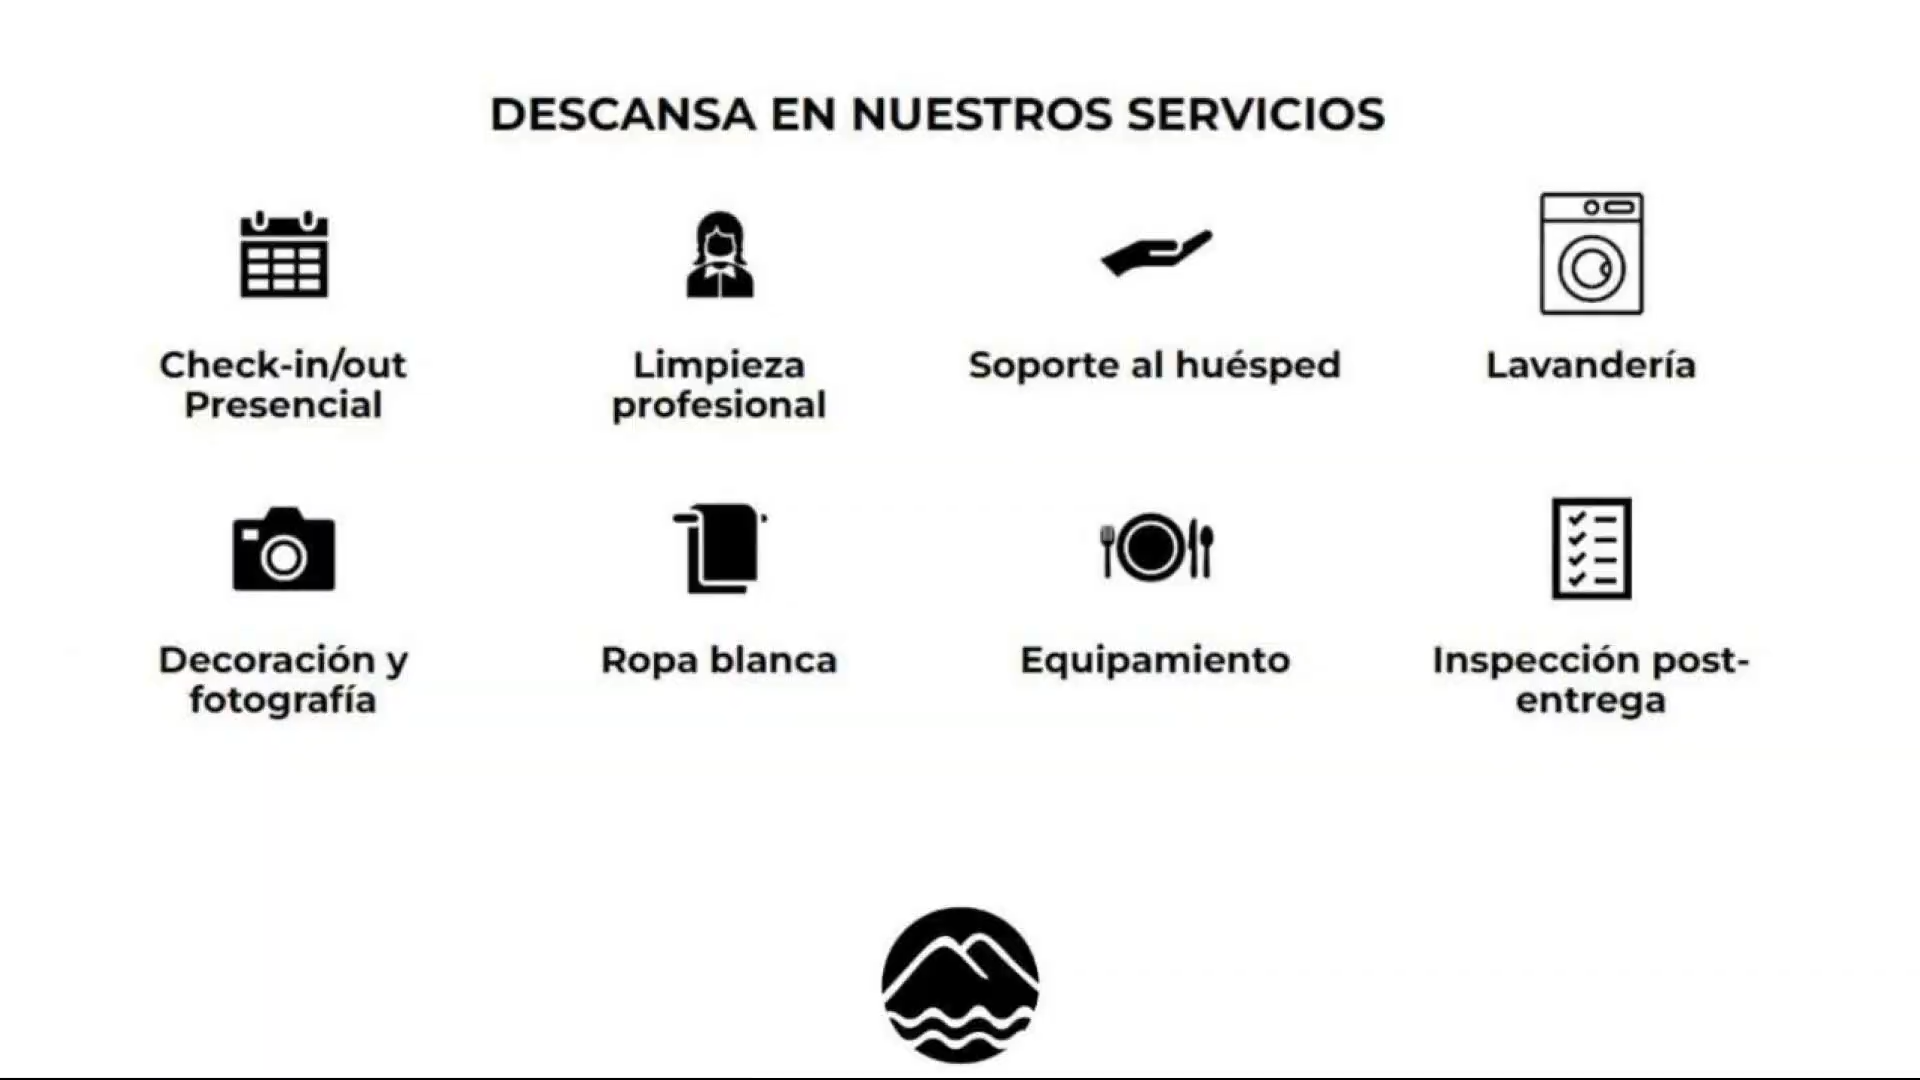 DESCANSA EN NUESTROS SERVICIOS
Check-in/out
Presencial
Limpieza
profesional
Soporte al huésped
Lavandería
Decoración y
fotografía
Ropa blanca
Equipamiento
Inspección post-
entrega